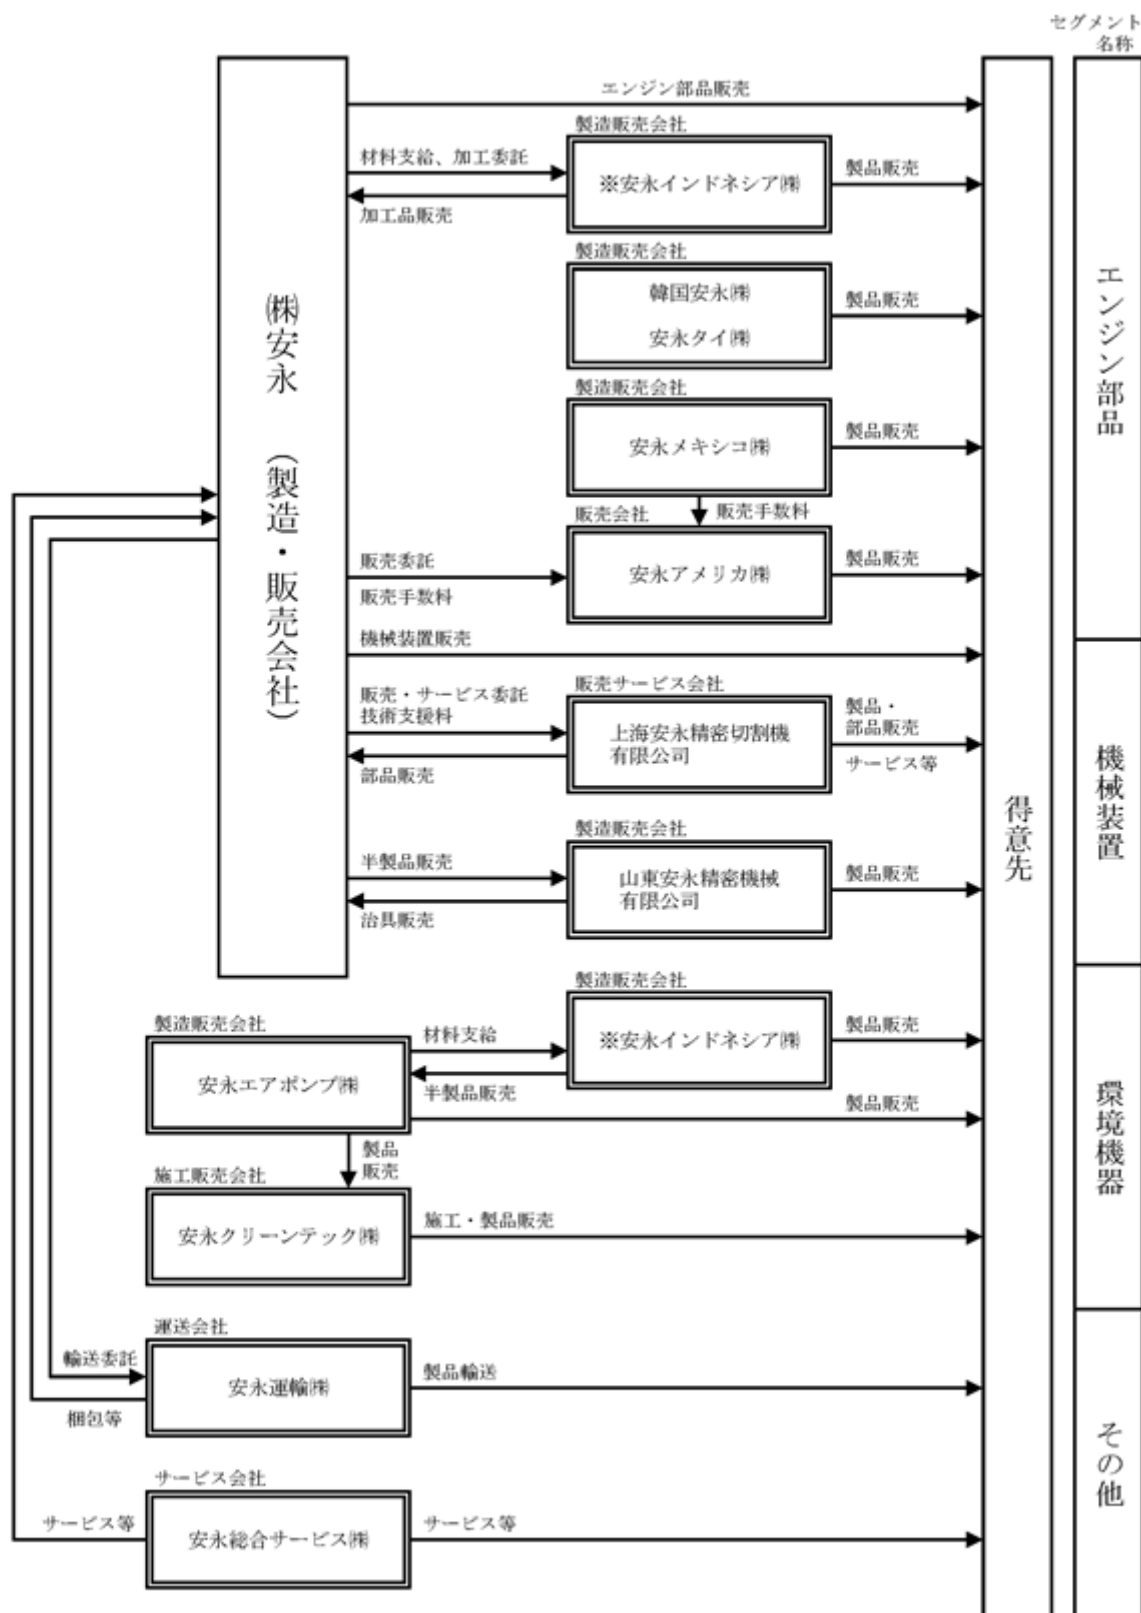 セグメント
名称
エンジン部品販売
製造販売会社
材料支給、加工委託
※安永インドネシア㈱
製品販売
加工品販売
製造販売会社
韓国安永㈱
安永タイ㈱
製品販売
製造販売会社
安永メキシコ㈱
製品販売
販売手数料
販売会社
販売委託
販売手数料
安永アメリカ㈱
製品販売
㈱安永 (製造・販売会社)
エンジン部品
機械装置販売
販売サービス会社
販売・サービス委託
技術支援料
上海安永精密切割機
有限公司
製品・
部品販売
サービス等
部品販売
製造販売会社
半製品販売
山東安永精密機械
有限公司
製品販売
治具販売
得意先
機械装置
製造販売会社
※安永インドネシア㈱
製品販売
製造販売会社
安永エアポンプ㈱
材料支給
半製品販売
製品販売
製品
販売
施工販売会社
安永クリーンテック㈱
施工・製品販売
環境機器
運送会社
輸送委託
安永運輸㈱
製品輸送
梱包等
サービス会社
サービス等
安永総合サービス㈱
サービス等
その他